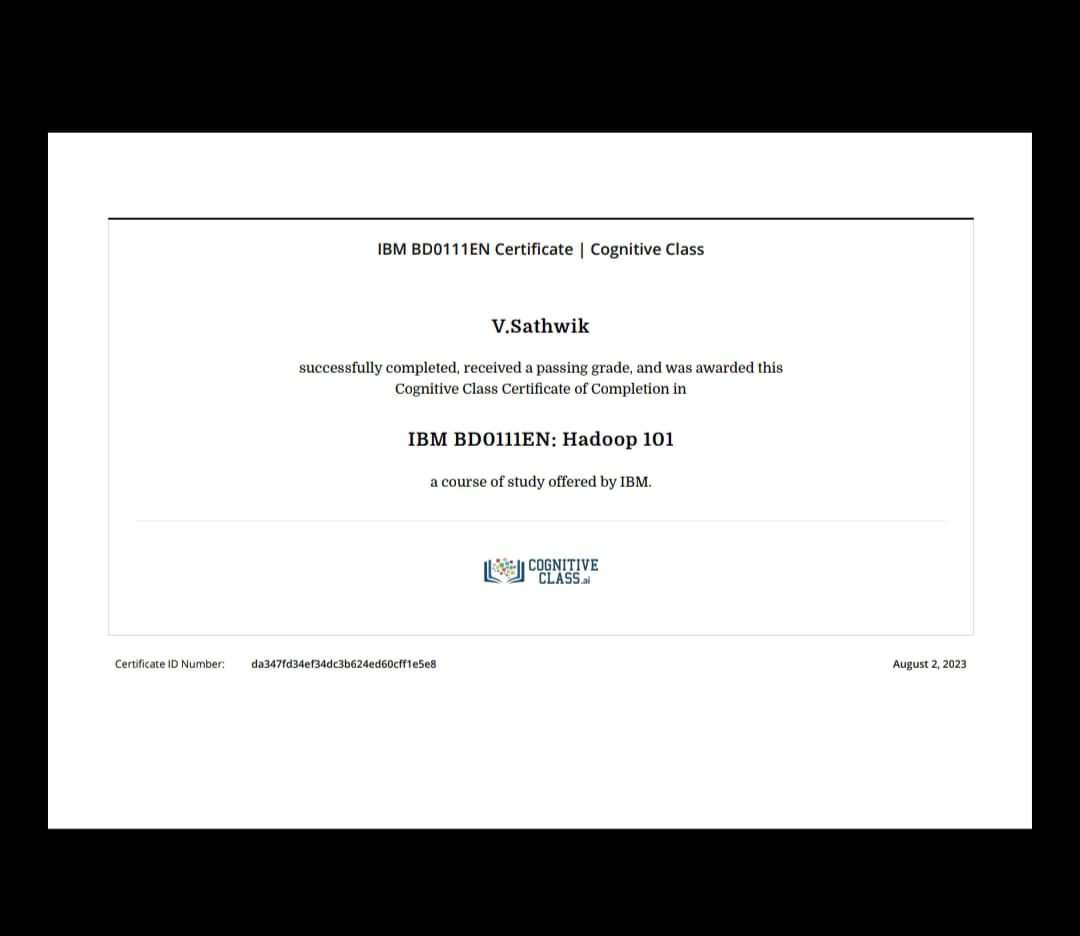 IBM BD0111EN Certificate | Cognitive Class
V.Sathwik
successfully completed, received a passing grade, and was awarded this
Cognitive Class Certificate of Completion in
IBM BD0111EN: Hadoop 101
a course of study offered by IBM.
COGNITIVE
CLASS.ai
Certificate ID Number: da347fd34ef34dc3b624ed60cff1e5e8
August 2, 2023